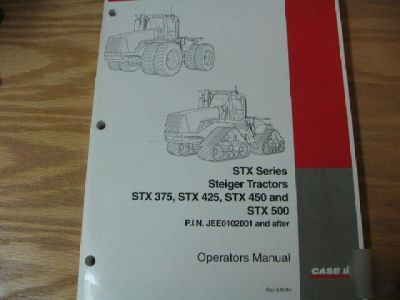 STX Series
Steiger Tractors
STX 375, STX 425, STX 450 and
STX 500
P.I.N. JEE0102001 and after
Operators Manual
CASE IH